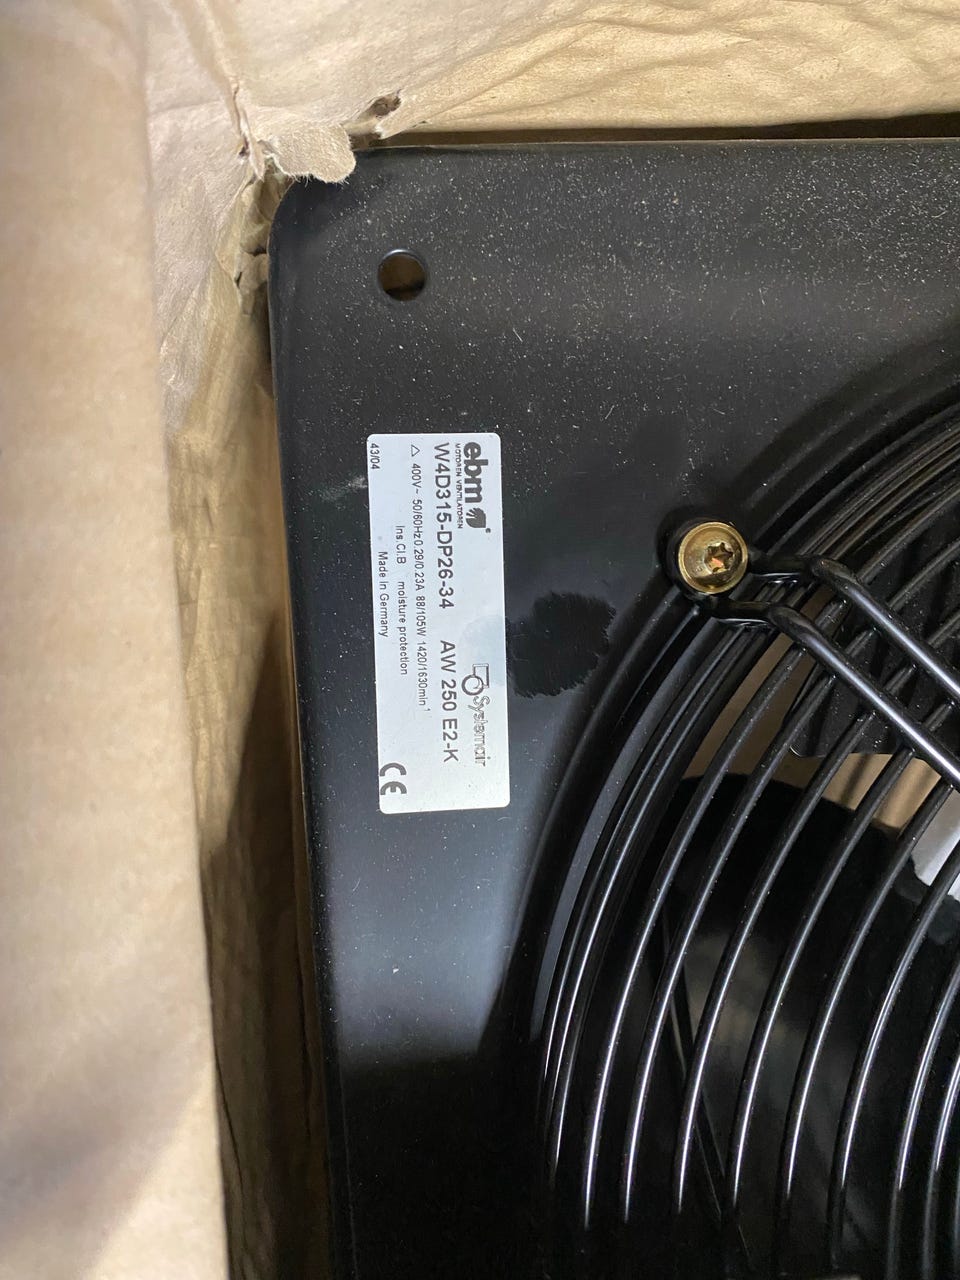 ebm
MOTOREN VENTILATOREN
Systemair
W4D315-DP26-34 AW 250 E2-K
△ 400V~ 50/60Hz 0.29/0.23A 88/105W 1420/1630min⁻¹
Ins.Cl.B moisture protection
43/04 Made in Germany
CE